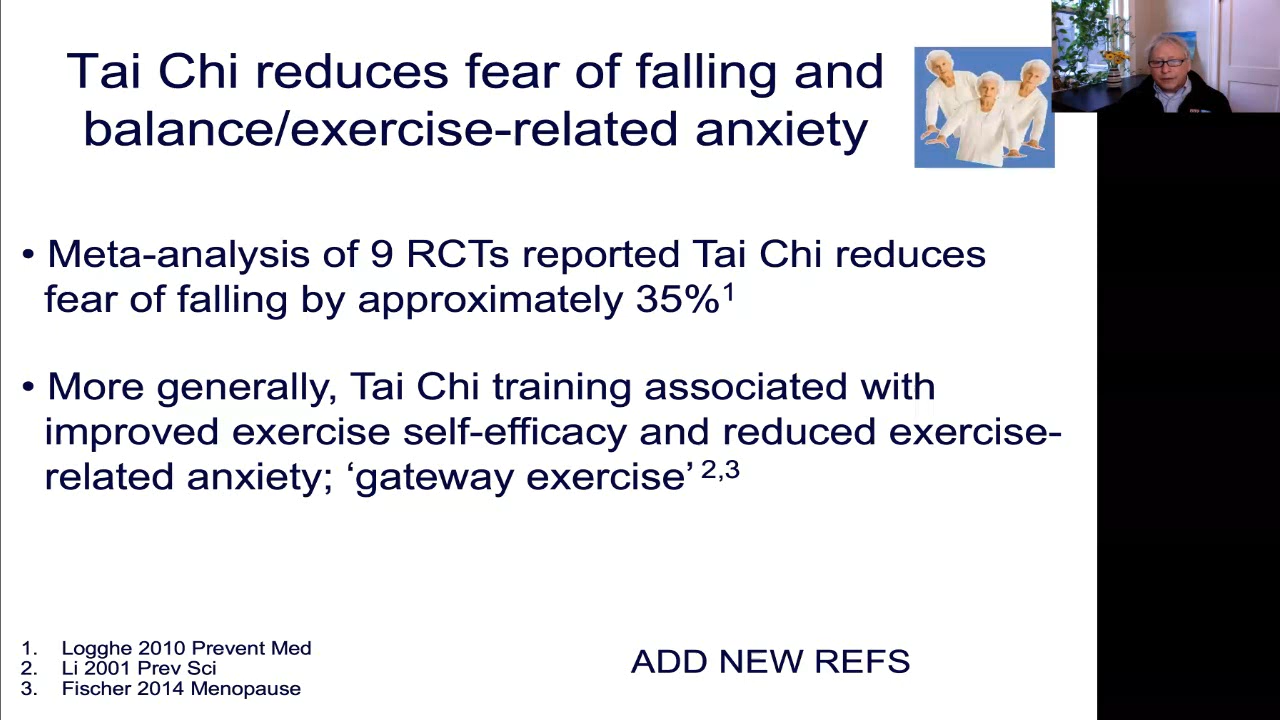 Tai Chi reduces fear of falling and
balance/exercise-related anxiety
• Meta-analysis of 9 RCTs reported Tai Chi reduces
fear of falling by approximately 35%1
• More generally, Tai Chi training associated with
improved exercise self-efficacy and reduced exercise-
related anxiety; ‘gateway exercise’ 2,3
1. Logghe 2010 Prevent Med
2. Li 2001 Prev Sci
3. Fischer 2014 Menopause
ADD NEW REFS